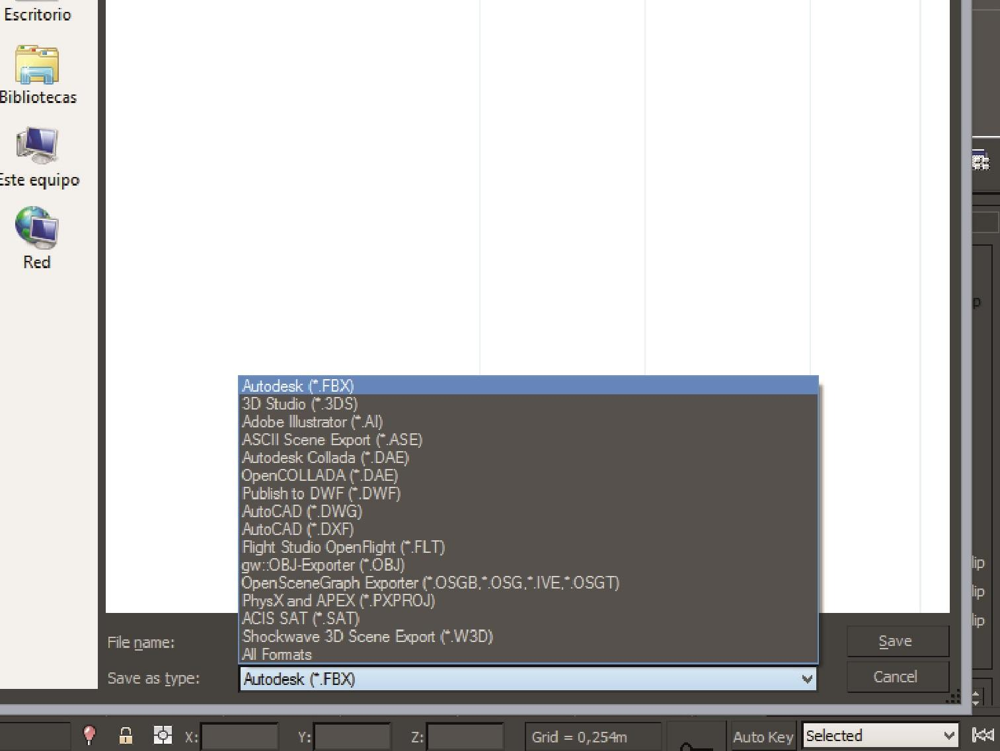 Escritorio
Bibliotecas
Este equipo
Red
Autodesk (*.FBX)
3D Studio (*.3DS)
Adobe Illustrator (*.AI)
ASCII Scene Export (*.ASE)
Autodesk Collada (*.DAE)
OpenCOLLADA (*.DAE)
Publish to DWF (*.DWF)
AutoCAD (*.DWG)
AutoCAD (*.DXF)
Flight Studio OpenFlight (*.FLT)
gw::OBJ-Exporter (*.OBJ)
OpenSceneGraph Exporter (*.OSGB,*.OSG,*.IVE,*.OSGT)
PhysX and APEX (*.PXPROJ)
ACIS SAT (*.SAT)
Shockwave 3D Scene Export (*.W3D)
All Formats
File name:
Save
Save as type:
Autodesk (*.FBX)
Cancel
X:
Y:
Z:
Grid = 0,254m
Auto Key
Selected